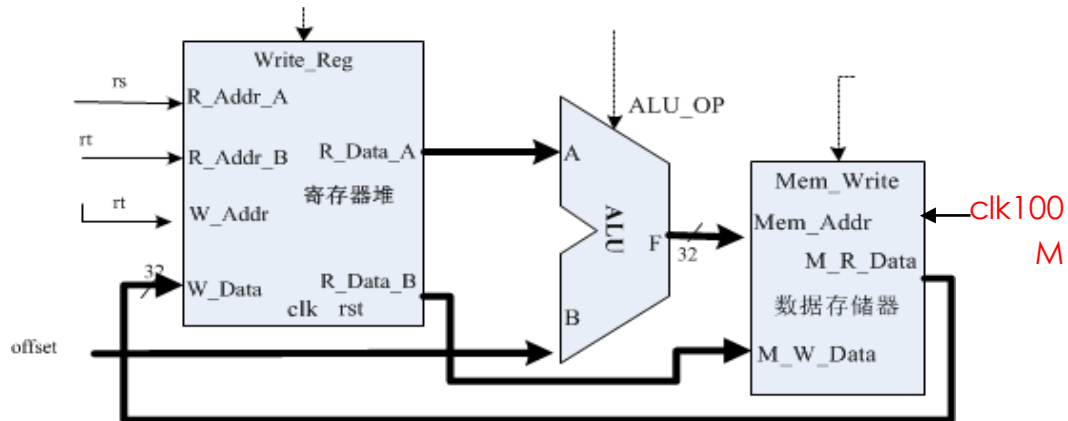 Write_Reg
rs
R_Addr_A
rt
R_Addr_B
R_Data_A
寄存器堆
rt
W_Addr
32
W_Data
R_Data_B
clk rst
offset
ALU_OP
A
ALU
F
32
B
Mem_Write
Mem_Addr
clk100
M
M_R_Data
数据存储器
M_W_Data